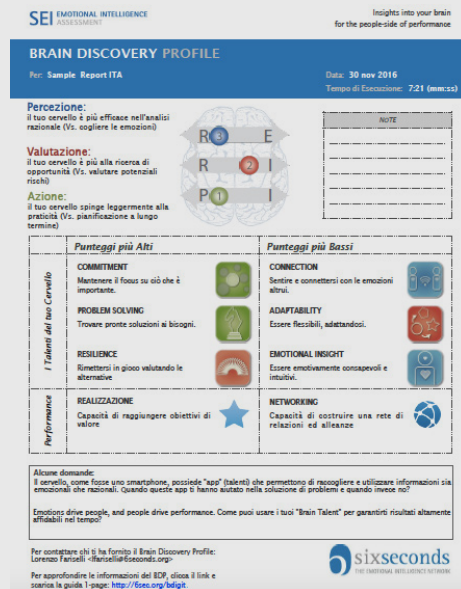 SEI EMOTIONAL INTELLIGENCE
ASSESSMENT
Insights into your brain
for the people-side of performance
BRAIN DISCOVERY PROFILE
Per: Sample Report ITA
Data: 30 nov 2016
Tempo di Esecuzione: 7:21 (mm:ss)
Percezione:
il tuo cervello è più efficace nell'analisi
razionale (Vs. cogliere le emozioni)
Valutazione:
il tuo cervello è più alla ricerca di
opportunità (Vs. valutare potenziali
rischi)
Azione:
il tuo cervello spinge leggermente alla
praticità (Vs. pianificazione a lungo
termine)
R 3 E
R 2 I
P 1 I
NOTE
Punteggi più Alti
Punteggi più Bassi
I Talenti del tuo Cervello
COMMITMENT
Mantenere il focus su ciò che è
importante.
CONNECTION
Sentire e connettersi con le emozioni
altrui.
PROBLEM SOLVING
Trovare pronte soluzioni ai bisogni.
ADAPTABILITY
Essere flessibili, adattandosi.
RESILIENCE
Rimettersi in gioco valutando le
alternative
EMOTIONAL INSIGHT
Essere emotivamente consapevoli e
intuitivi.
Performance
REALIZZAZIONE
Capacità di raggiungere obiettivi di
valore
NETWORKING
Capacità di costruire una rete di
relazioni ed alleanze
Alcune domande:
Il cervello, come fosse uno smartphone, possiede "app" (talenti) che permettono di raccogliere e utilizzare informazioni sia
emozionali che razionali. Quando queste app ti hanno aiutato nella soluzione di problemi e quando invece no?
Emotions drive people, and people drive performance. Come puoi usare i tuoi "Brain Talent" per garantirti risultati altamente
affidabili nel tempo?
Per contattare chi ti ha fornito il Brain Discovery Profile:
Lorenzo Fariselli <lfariselli@6seconds.org>
Per approfondire le informazioni del BDP, clicca il link e
scarica la guida 1-page: http://6sec.org/bdigit.
sixseconds
THE EMOTIONAL INTELLIGENCE NETWORK